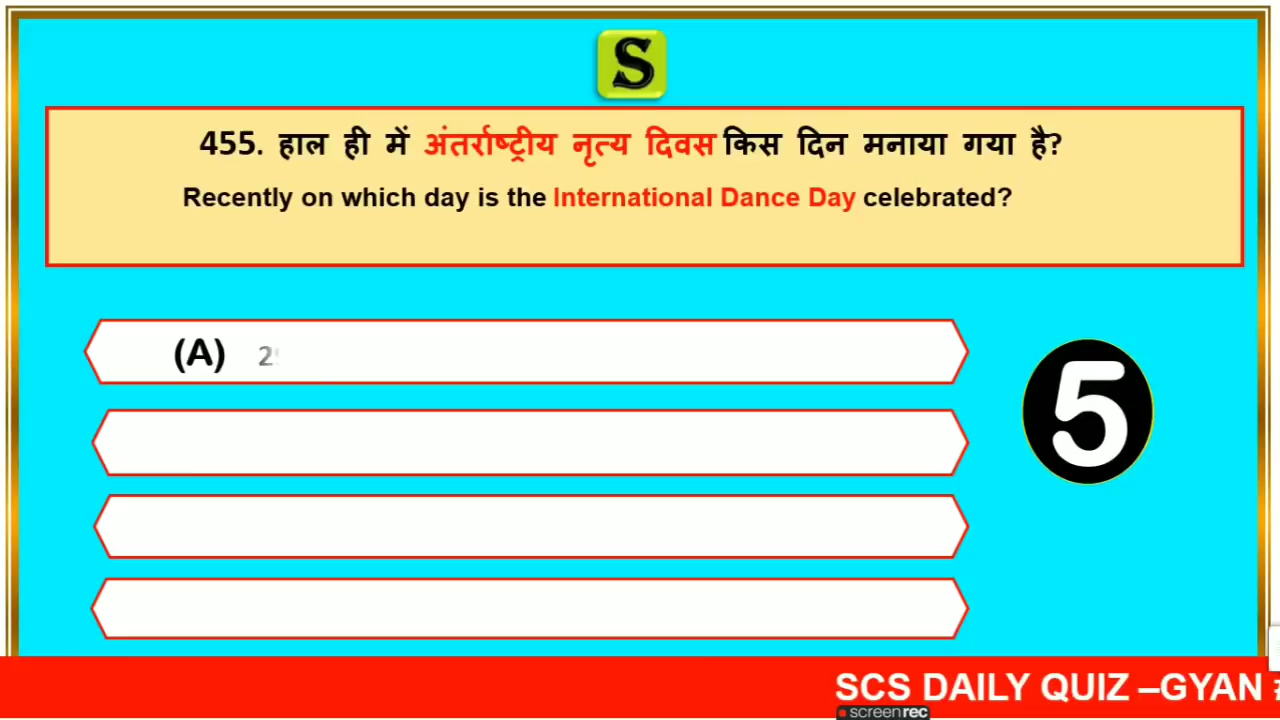 S
455. हाल ही में अंतर्राष्ट्रीय नृत्य दिवस किस दिन मनाया गया है?
Recently on which day is the International Dance Day celebrated?
(A) 2
5
SCS DAILY QUIZ –GYAN
screenrec